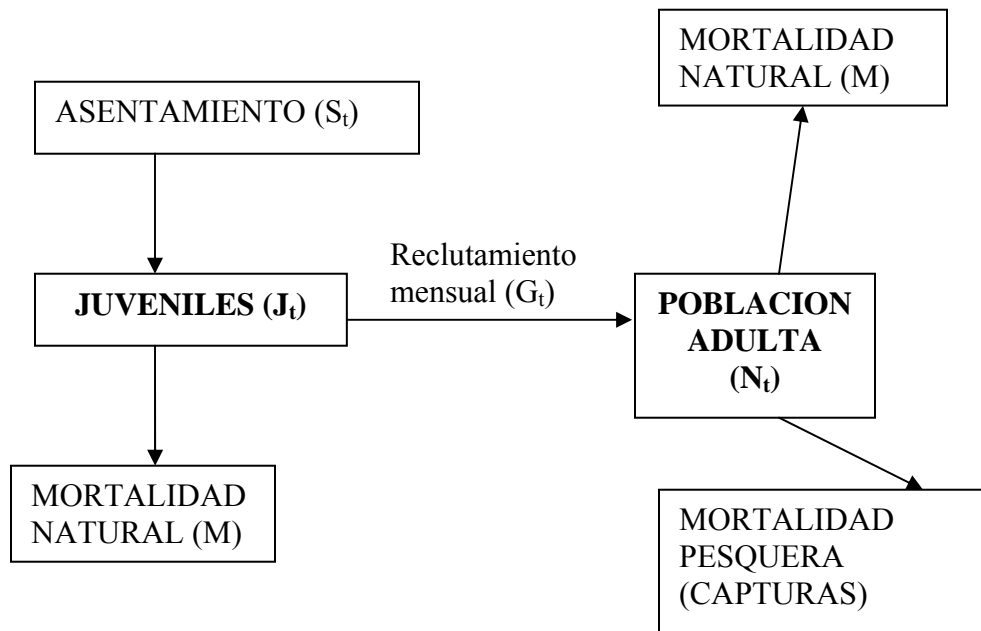 MORTALIDAD
NATURAL (M)
ASENTAMIENTO (St)
Reclutamiento
mensual (Gt)
JUVENILES (Jt)
POBLACION
ADULTA
(Nt)
MORTALIDAD
NATURAL (M)
MORTALIDAD
PESQUERA
(CAPTURAS)